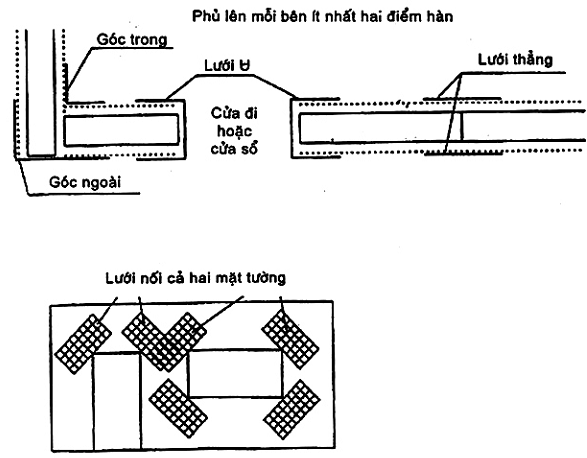 Phủ lên mỗi bên ít nhất hai điểm hàn
Góc trong
Lưới U
Lưới thẳng
Cửa đi
hoặc
cửa sổ
Góc ngoài
Lưới nối cả hai mặt tường